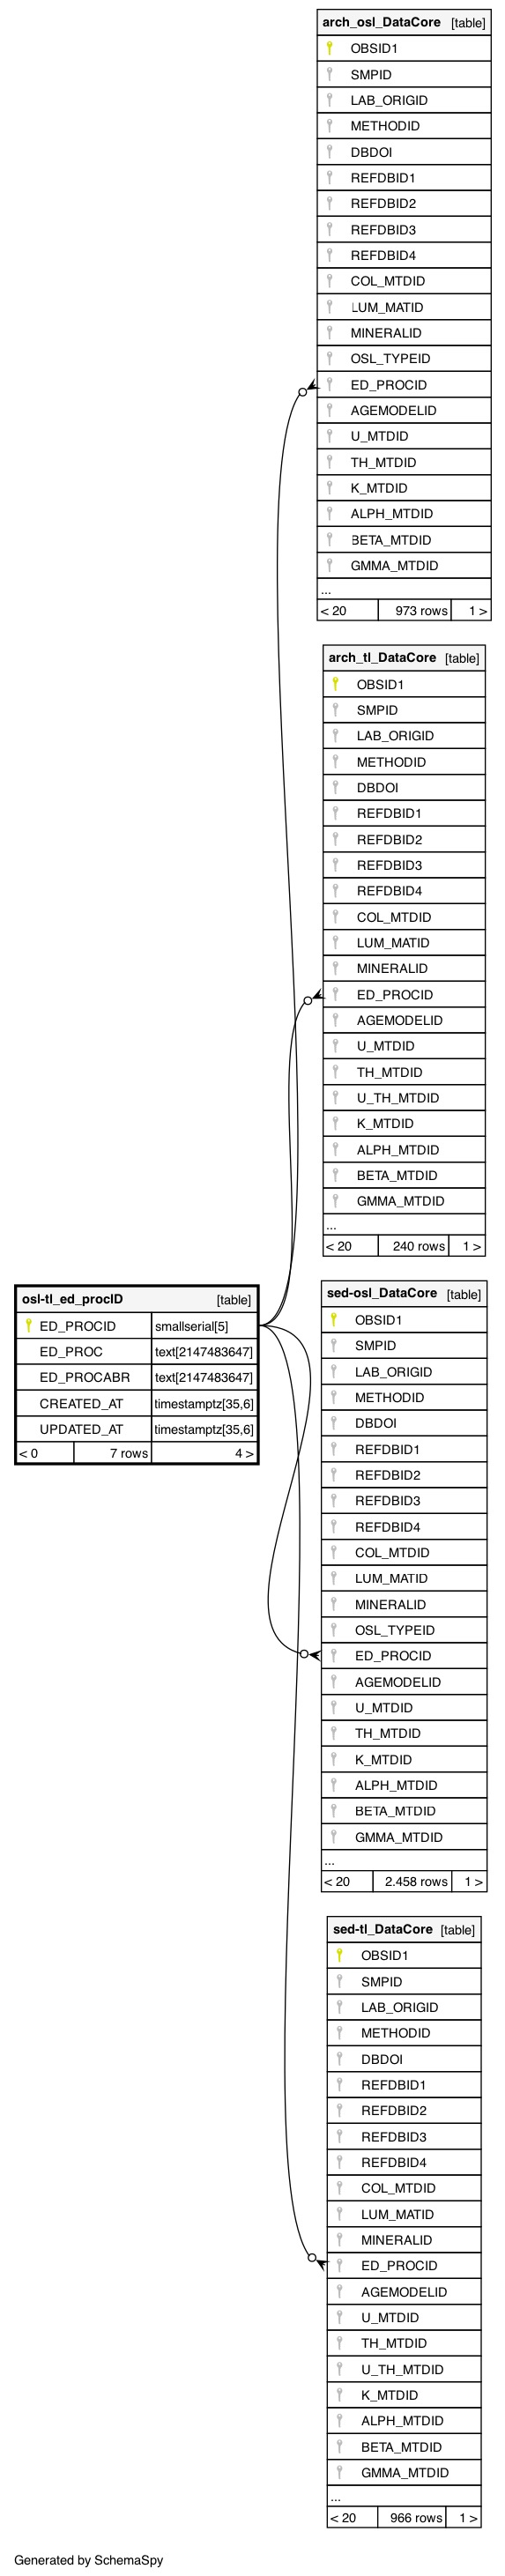 arch_osl_DataCore [table]
OBSID1
SMPID
LAB_ORIGID
METHODID
DBDOI
REFDBID1
REFDBID2
REFDBID3
REFDBID4
COL_MTDID
LUM_MATID
MINERALID
OSL_TYPEID
ED_PROCID
AGEMODELID
U_MTDID
TH_MTDID
K_MTDID
ALPH_MTDID
BETA_MTDID
GMMA_MTDID
...
< 20 973 rows 1 >
arch_tl_DataCore [table]
OBSID1
SMPID
LAB_ORIGID
METHODID
DBDOI
REFDBID1
REFDBID2
REFDBID3
REFDBID4
COL_MTDID
LUM_MATID
MINERALID
ED_PROCID
AGEMODELID
U_MTDID
TH_MTDID
U_TH_MTDID
K_MTDID
ALPH_MTDID
BETA_MTDID
GMMA_MTDID
...
< 20 240 rows 1 >
osl-tl_ed_procID [table]
ED_PROCID smallserial[5]
ED_PROC text[2147483647]
ED_PROCABR text[2147483647]
CREATED_AT timestamptz[35,6]
UPDATED_AT timestamptz[35,6]
< 0 7 rows 4 >
sed-osl_DataCore [table]
OBSID1
SMPID
LAB_ORIGID
METHODID
DBDOI
REFDBID1
REFDBID2
REFDBID3
REFDBID4
COL_MTDID
LUM_MATID
MINERALID
OSL_TYPEID
ED_PROCID
AGEMODELID
U_MTDID
TH_MTDID
K_MTDID
ALPH_MTDID
BETA_MTDID
GMMA_MTDID
...
< 20 2.458 rows 1 >
sed-tl_DataCore [table]
OBSID1
SMPID
LAB_ORIGID
METHODID
DBDOI
REFDBID1
REFDBID2
REFDBID3
REFDBID4
COL_MTDID
LUM_MATID
MINERALID
ED_PROCID
AGEMODELID
U_MTDID
TH_MTDID
U_TH_MTDID
K_MTDID
ALPH_MTDID
BETA_MTDID
GMMA_MTDID
...
< 20 966 rows 1 >
Generated by SchemaSpy